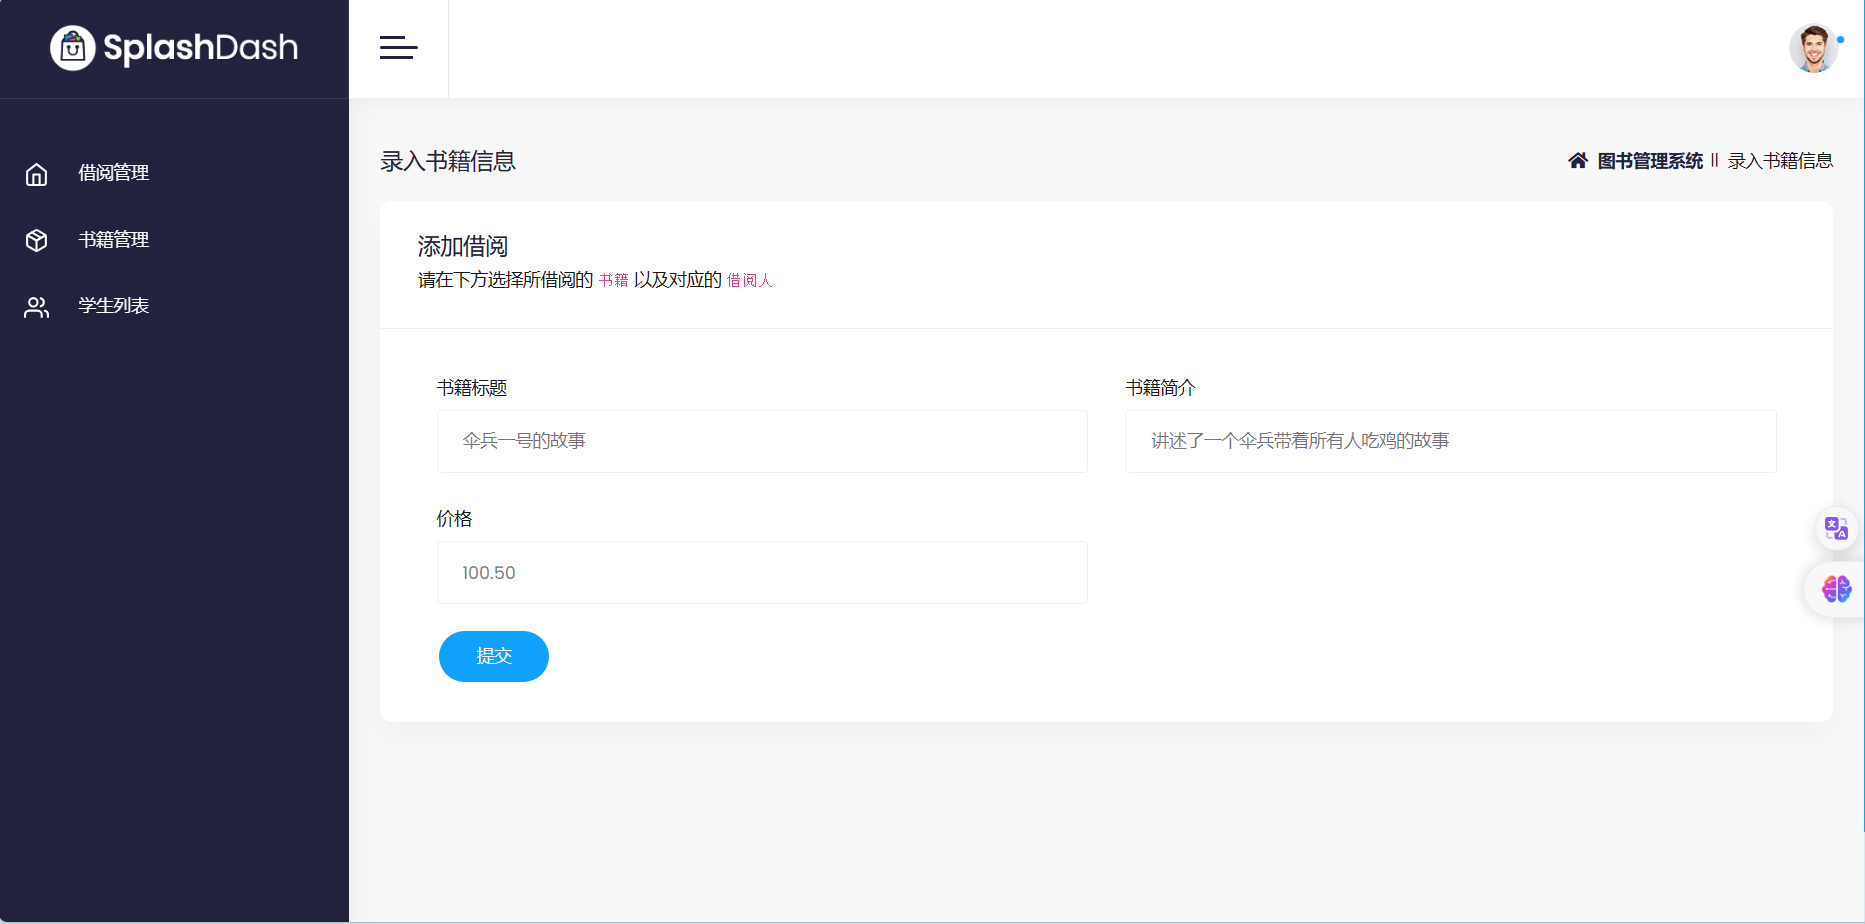 SplashDash
借阅管理
书籍管理
学生列表
录入书籍信息
图书管理系统 || 录入书籍信息
添加借阅
请在下方选择所借阅的 书籍 以及对应的 借阅人
书籍标题
书籍简介
伞兵一号的故事
讲述了一个伞兵带着所有人吃鸡的故事
价格
100.50
提交